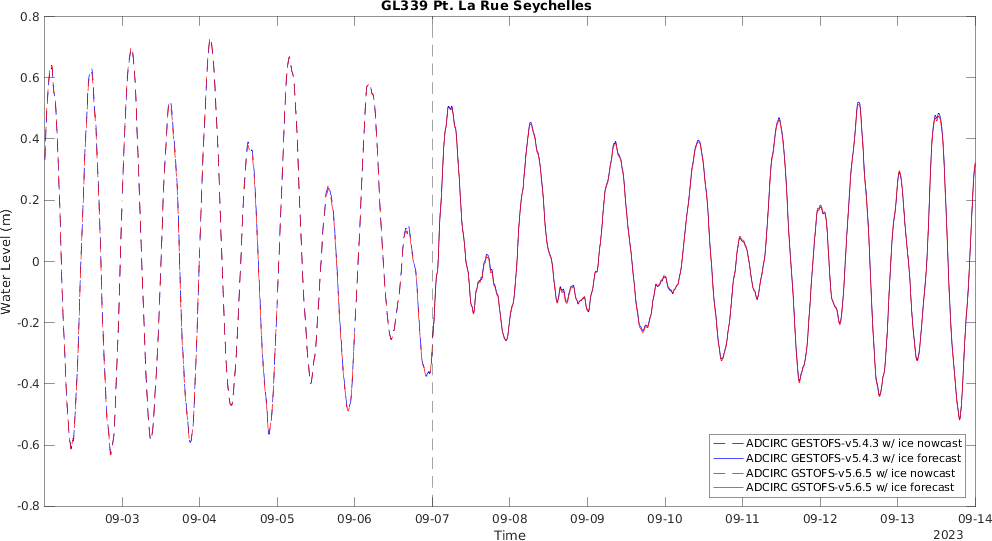 GL339 Pt. La Rue Seychelles
Water Level (m)
0.8
0.6
0.4
0.2
0
-0.2
-0.4
-0.6
-0.8
ADCIRC GESTOFS-v5.4.3 w/ ice nowcast
ADCIRC GESTOFS-v5.4.3 w/ ice forecast
ADCIRC GSTOFS-v5.6.5 w/ ice nowcast
ADCIRC GSTOFS-v5.6.5 w/ ice forecast
09-03 09-04 09-05 09-06 09-07 09-08 09-09 09-10 09-11 09-12 09-13 09-14
Time
2023